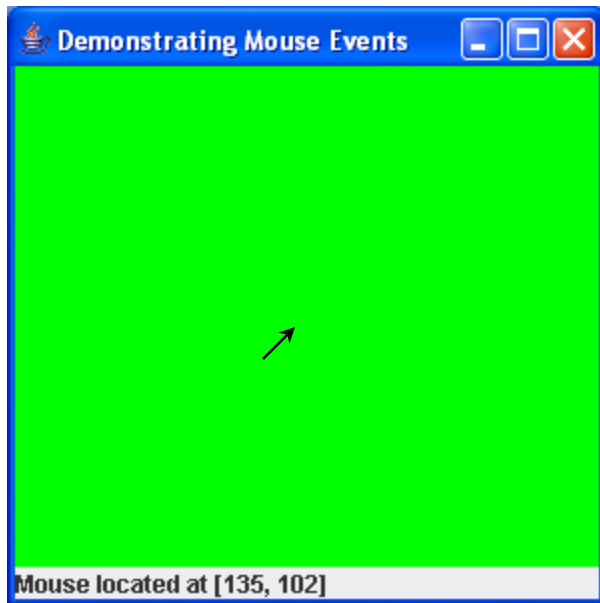 Demonstrating Mouse Events
Mouse located at [135, 102]